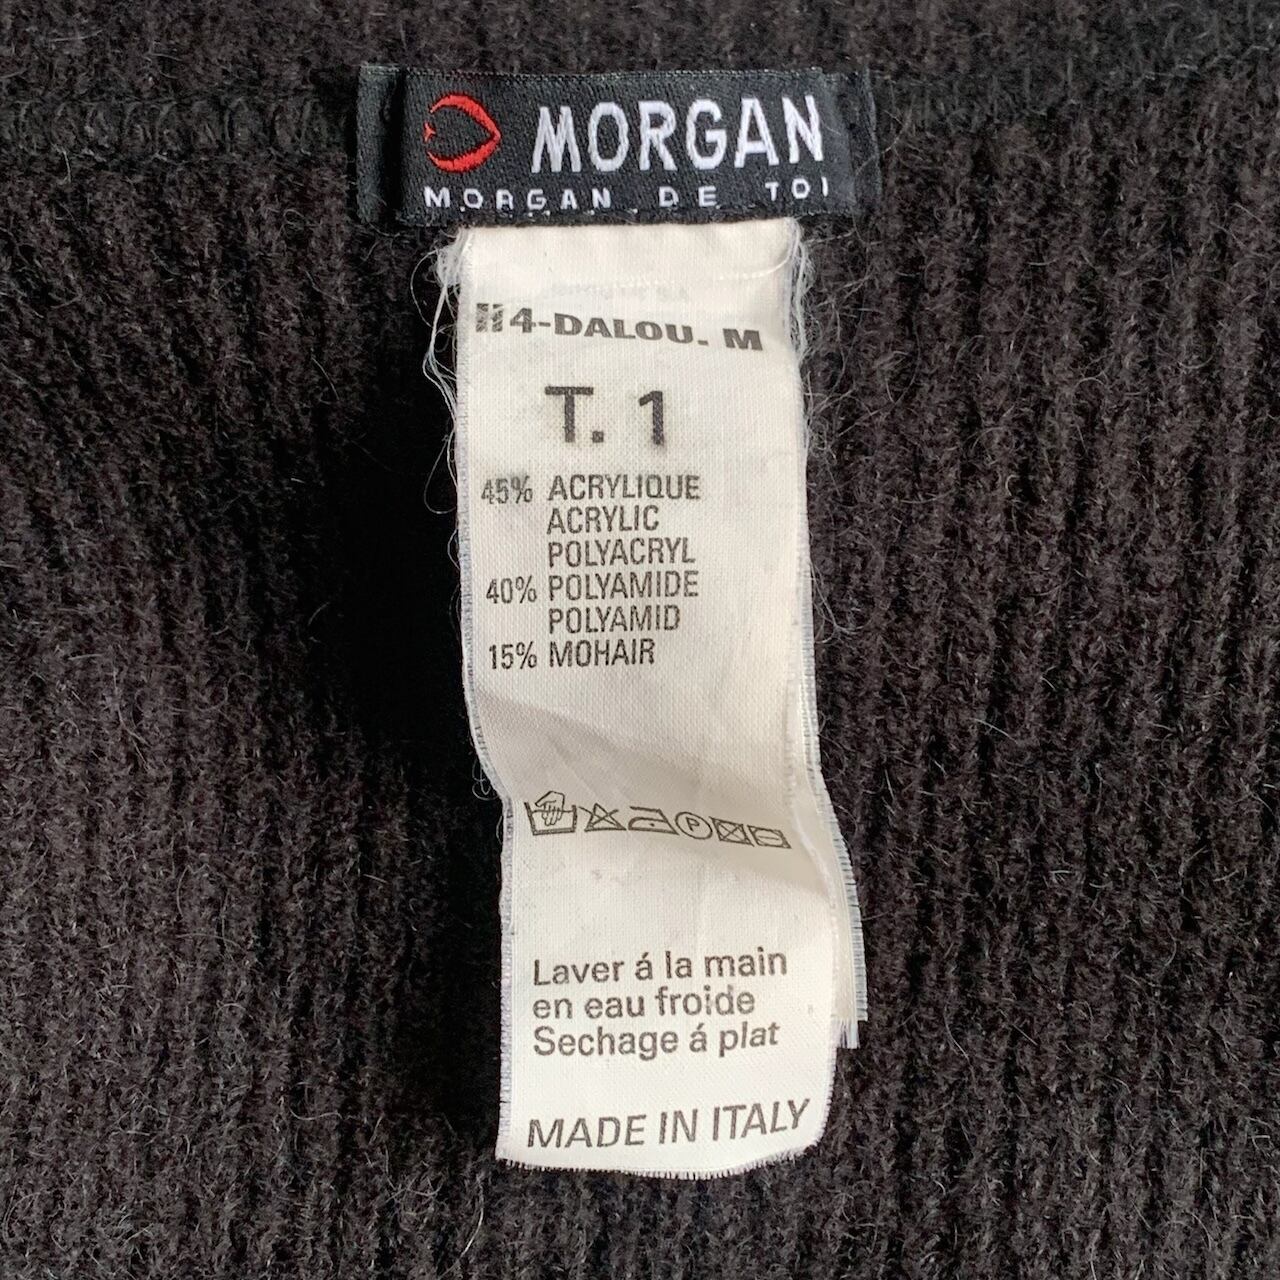 MORGAN
MORGAN DE TOI
4-DALOU. M
T. 1
45% ACRYLIQUE
ACRYLIC
POLYACRYL
40% POLYAMIDE
POLYAMID
15% MOHAIR
P
Laver á la main
en eau froide
Sechage á plat
MADE IN ITALY